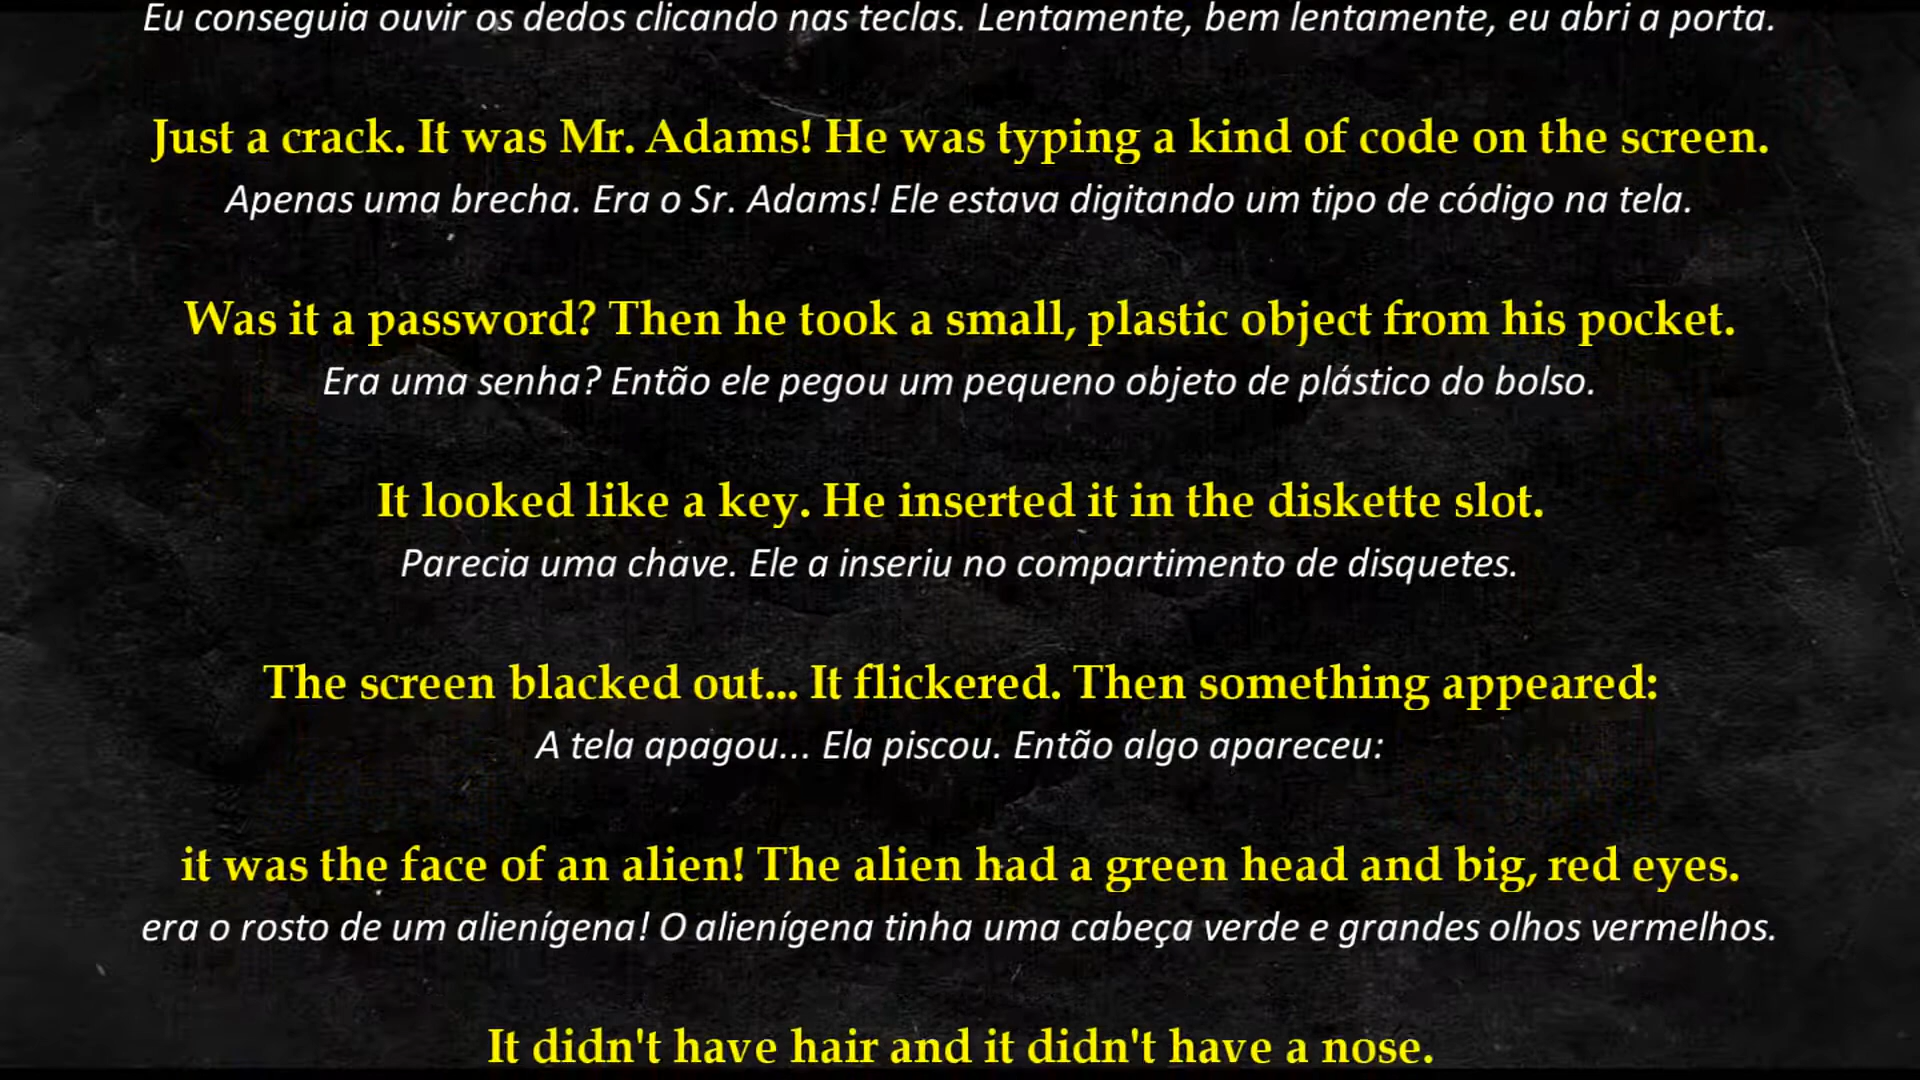 Eu conseguia ouvir os dedos clicando nas teclas. Lentamente, bem lentamente, eu abri a porta.
Just a crack. It was Mr. Adams! He was typing a kind of code on the screen.
Apenas uma brecha. Era o Sr. Adams! Ele estava digitando um tipo de código na tela.
Was it a password? Then he took a small, plastic object from his pocket.
Era uma senha? Então ele pegou um pequeno objeto de plástico do bolso.
It looked like a key. He inserted it in the diskette slot.
Parecia uma chave. Ele a inseriu no compartimento de disquetes.
The screen blacked out... It flickered. Then something appeared:
A tela apagou... Ela piscou. Então algo apareceu:
it was the face of an alien! The alien had a green head and big, red eyes.
era o rosto de um alienígena! O alienígena tinha uma cabeça verde e grandes olhos vermelhos.
It didn't have hair and it didn't have a nose.